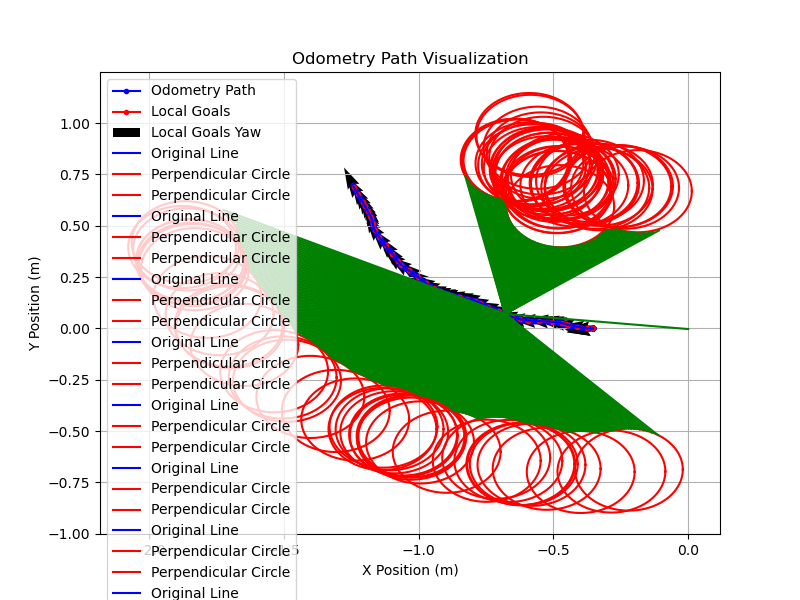 Odometry Path Visualization
Y Position (m)
1.00
0.75
0.50
0.25
0.00
−0.25
−0.50
−0.75
−1.00
Odometry Path
Local Goals
Local Goals Yaw
Original Line
Perpendicular Circle
Perpendicular Circle
Original Line
Perpendicular Circle
Perpendicular Circle
Original Line
Perpendicular Circle
Perpendicular Circle
Original Line
Perpendicular Circle
Perpendicular Circle
Original Line
Perpendicular Circle
Perpendicular Circle
Original Line
Perpendicular Circle
Perpendicular Circle
Original Line
Perpendicular Circle
Perpendicular Circle
Original Line
−1.0
−0.5
0.0
X Position (m)